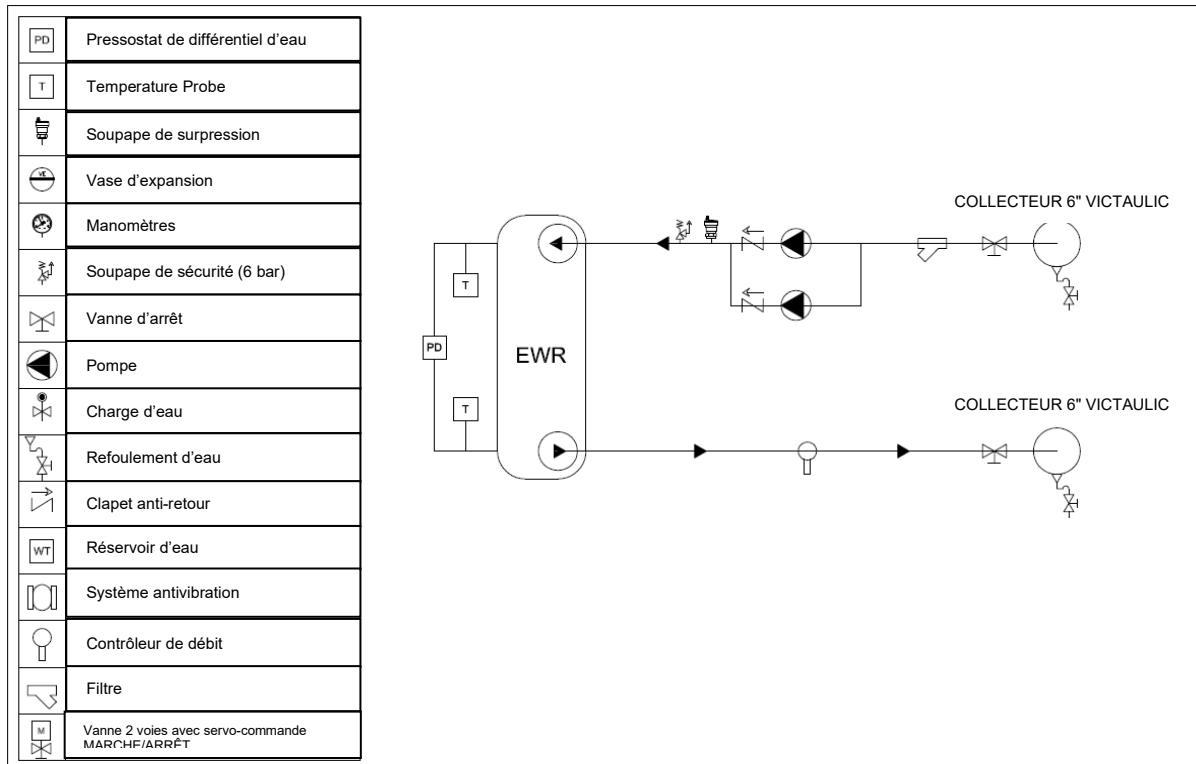 PD Pressostat de différentiel d'eau
T Temperature Probe
Soupape de surpression
VE Vase d'expansion
Manomètres
Soupape de sécurité (6 bar)
Vanne d'arrêt
Pompe
Charge d'eau
Refoulement d'eau
Clapet anti-retour
WT Réservoir d'eau
Système antivibration
Contrôleur de débit
Filtre
M Vanne 2 voies avec servo-commande
MARCHE/ARRÊT
COLLECTEUR 6" VICTAULIC
T
PD
EWR
T
COLLECTEUR 6" VICTAULIC